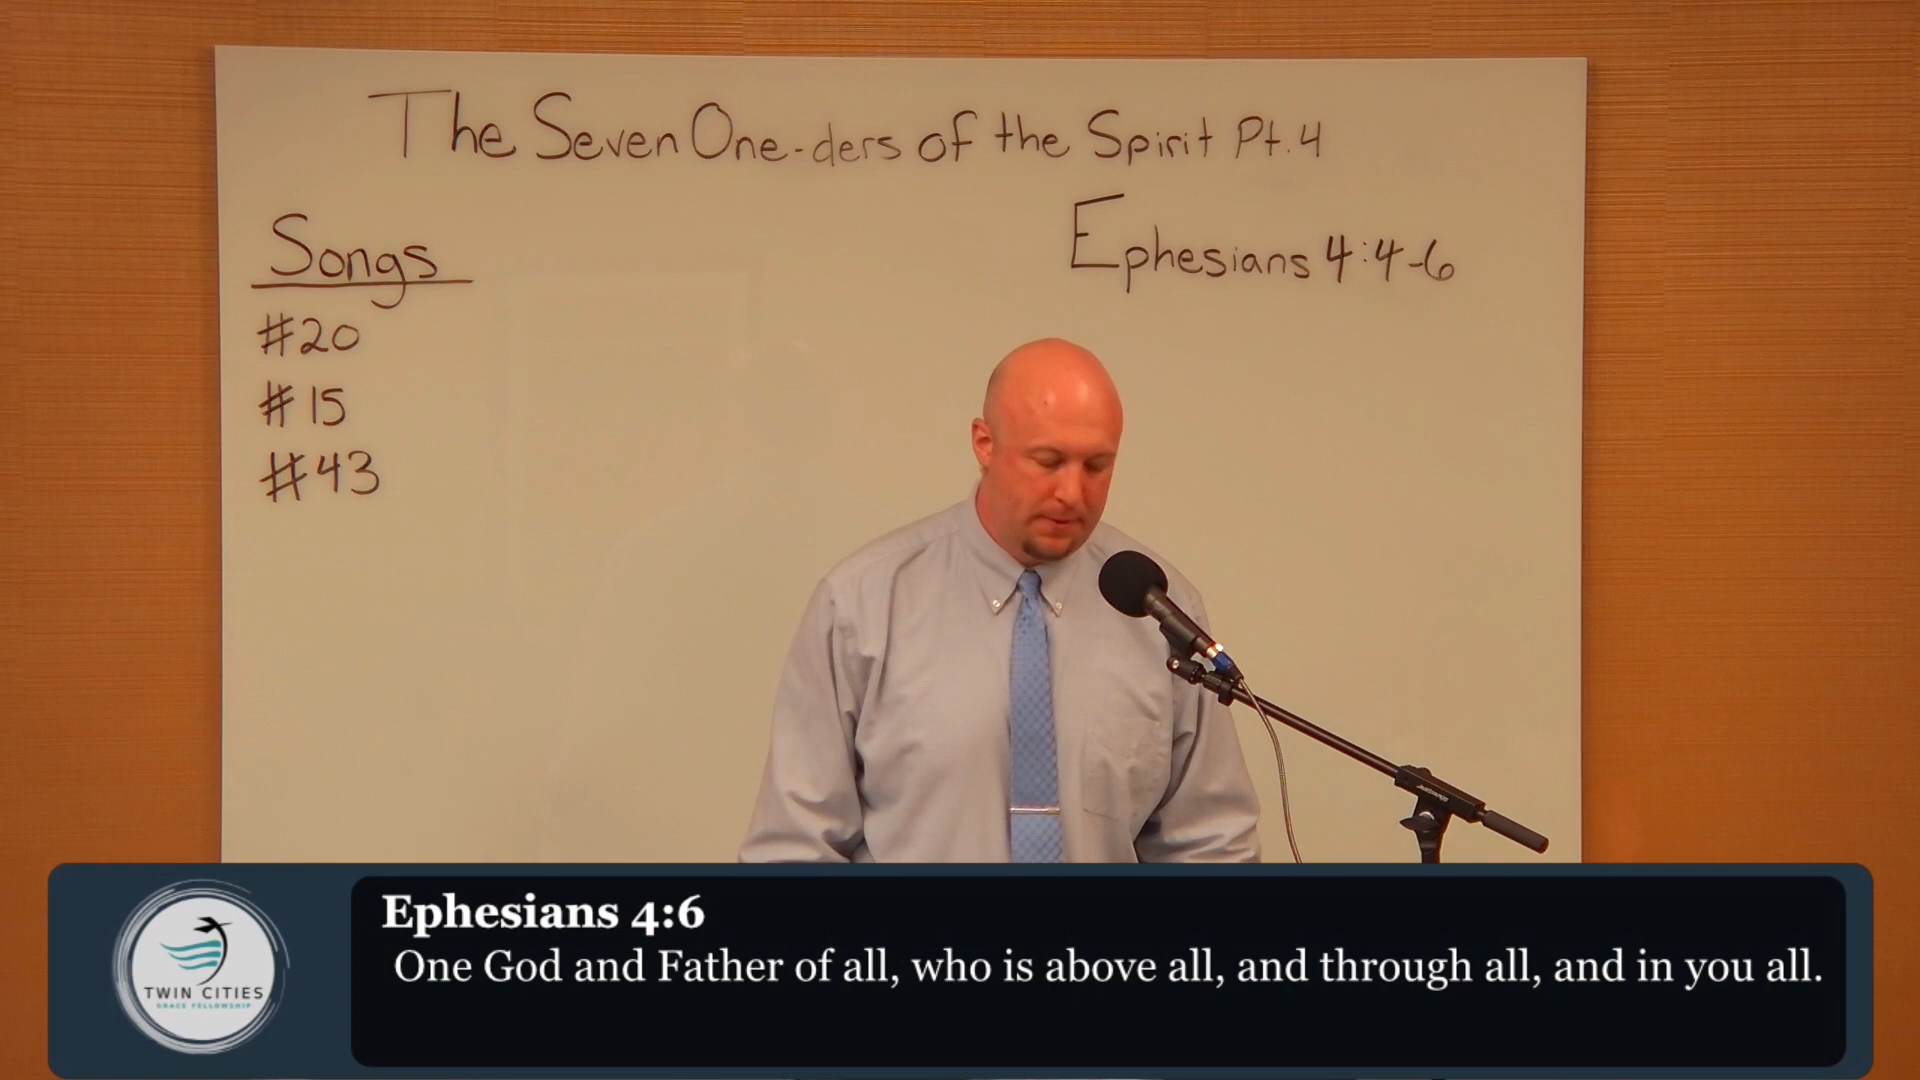 The Seven One-ders of the Spirit Pt.4
Ephesians 4:4-6
Songs
#20
#15
#43
Ephesians 4:6
One God and Father of all, who is above all, and through all, and in you all.
TWIN CITIES
GRACE FELLOWSHIP